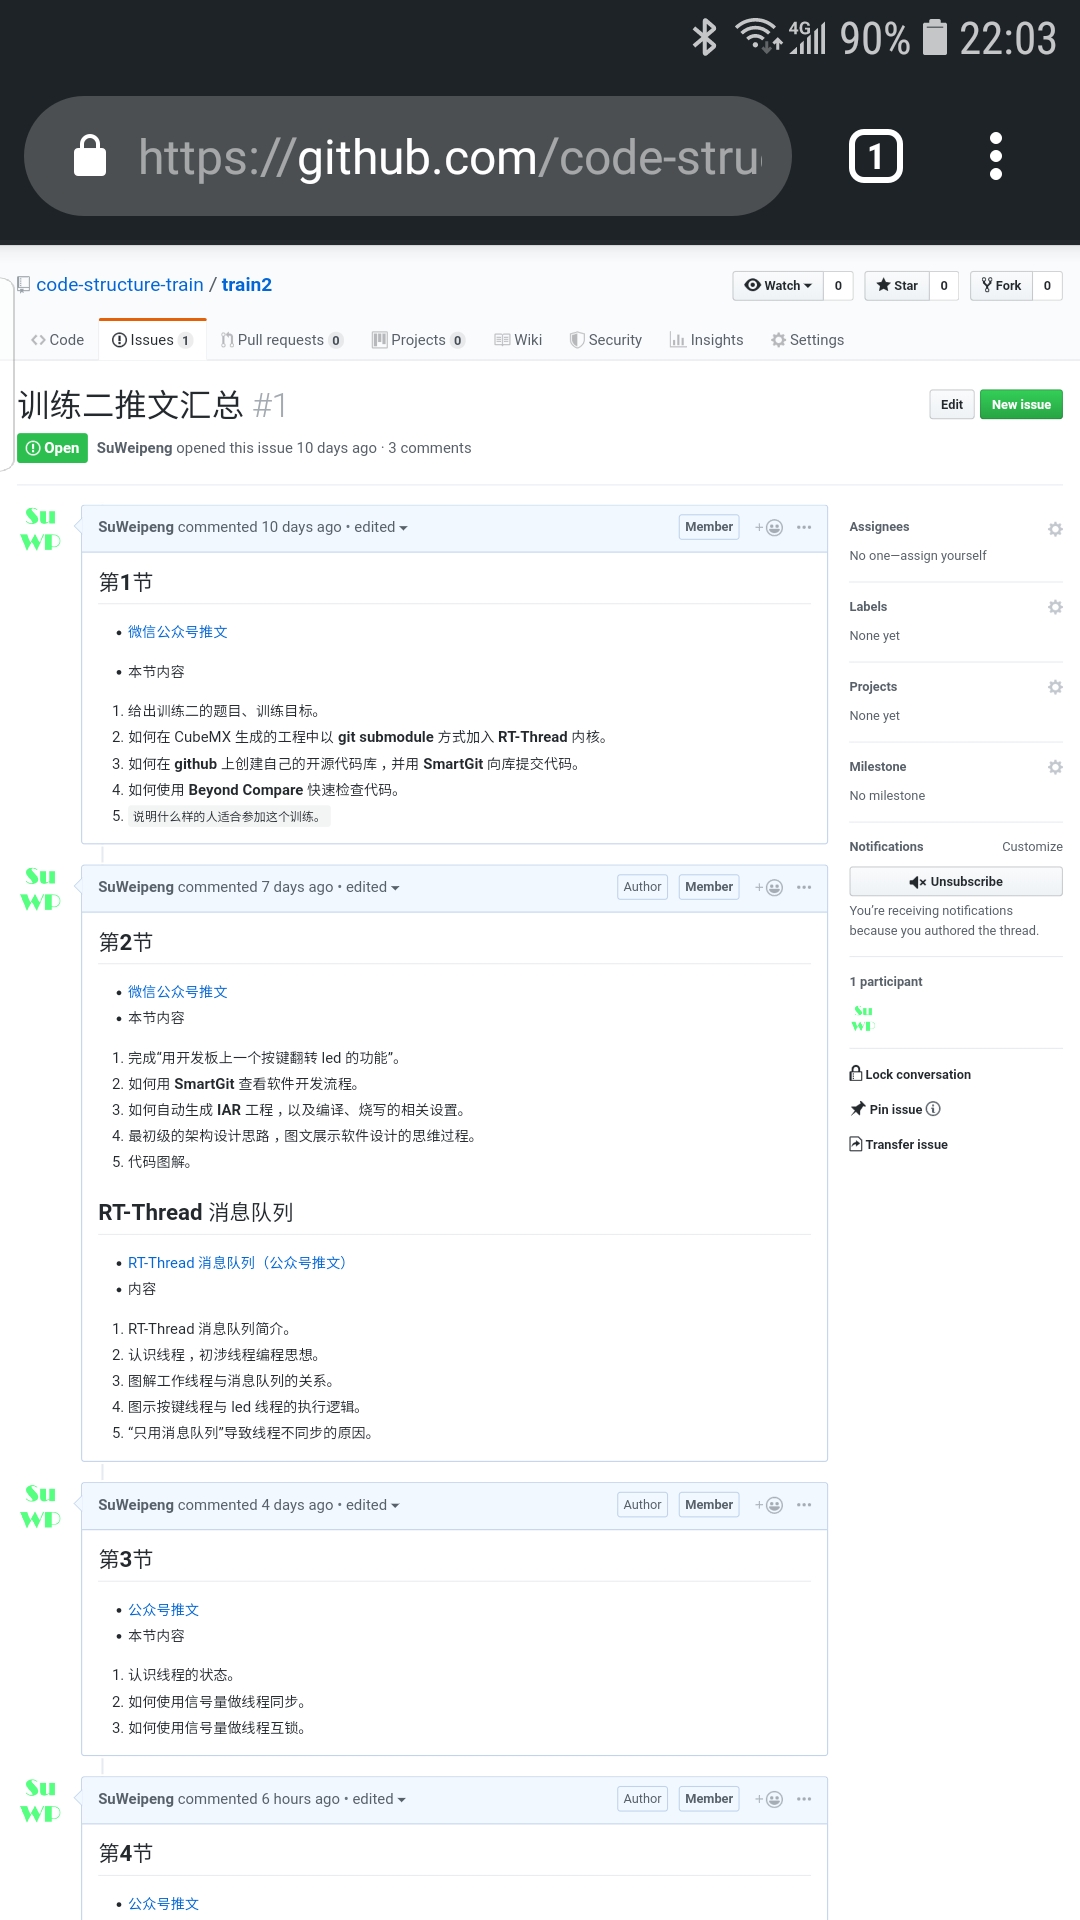 4G 90% 22:03
https://github.com/code-stru
1
code-structure-train / train2
Watch 0 Star 0 Fork 0
Code Issues 1 Pull requests 0 Projects 0 Wiki Security Insights Settings
训练二推文汇总 #1
Edit New issue
Open SuWeipeng opened this issue 10 days ago · 3 comments
Su
WP
SuWeipeng commented 10 days ago • edited Member
第1节
• 微信公众号推文
• 本节内容
1. 给出训练二的题目、训练目标。
2. 如何在 CubeMX 生成的工程中以 git submodule 方式加入 RT-Thread 内核。
3. 如何在 github 上创建自己的开源代码库，并用 SmartGit 向库提交代码。
4. 如何使用 Beyond Compare 快速检查代码。
5. 说明什么样的人适合参加这个训练。
Su
WP
SuWeipeng commented 7 days ago • edited Author Member
第2节
• 微信公众号推文
• 本节内容
1. 完成“用开发板上一个按键翻转 led 的功能”。
2. 如何用 SmartGit 查看软件开发流程。
3. 如何自动生成 IAR 工程，以及编译、烧写的相关设置。
4. 最初级的架构设计思路，图文展示软件设计的思维过程。
5. 代码图解。
RT-Thread 消息队列
• RT-Thread 消息队列（公众号推文）
• 内容
1. RT-Thread 消息队列简介。
2. 认识线程，初涉线程编程思想。
3. 图解工作线程与消息队列的关系。
4. 图示按键线程与 led 线程的执行逻辑。
5. “只用消息队列”导致线程不同步的原因。
Su
WP
SuWeipeng commented 4 days ago • edited Author Member
第3节
• 公众号推文
• 本节内容
1. 认识线程的状态。
2. 如何使用信号量做线程同步。
3. 如何使用信号量做线程互锁。
Su
WP
SuWeipeng commented 6 hours ago • edited Author Member
第4节
• 公众号推文
Assignees
No one—assign yourself
Labels
None yet
Projects
None yet
Milestone
No milestone
Notifications Customize
Unsubscribe
You’re receiving notifications
because you authored the thread.
1 participant
Su
WP
Lock conversation
Pin issue
Transfer issue